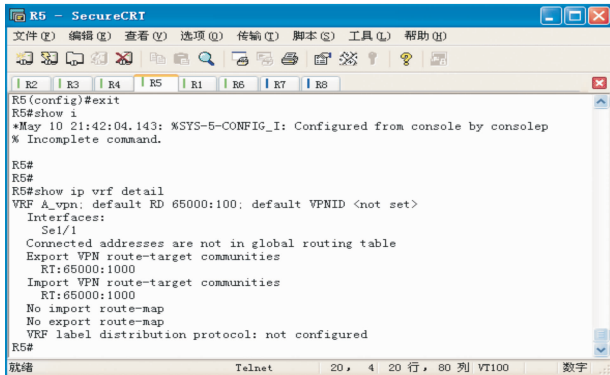 R5 - SecureCRT
文件(F) 编辑(E) 查看(V) 选项(O) 传输(T) 脚本(S) 工具(L) 帮助(H)
R2 R3 R4 R5 R1 R6 R7 R8
R5(config)#exit
R5#show i
*May 10 21:42:04.143: %SYS-5-CONFIG_I: Configured from console by consolep
% Incomplete command.
R5#
R5#
R5#show ip vrf detail
VRF A_vpn; default RD 65000:100; default VPNID <not set>
Interfaces:
Se1/1
Connected addresses are not in global routing table
Export VPN route-target communities
RT:65000:1000
Import VPN route-target communities
RT:65000:1000
No import route-map
No export route-map
VRF label distribution protocol: not configured
R5#
就绪 Telnet 20, 4 20 行, 80 列 VT100 数字